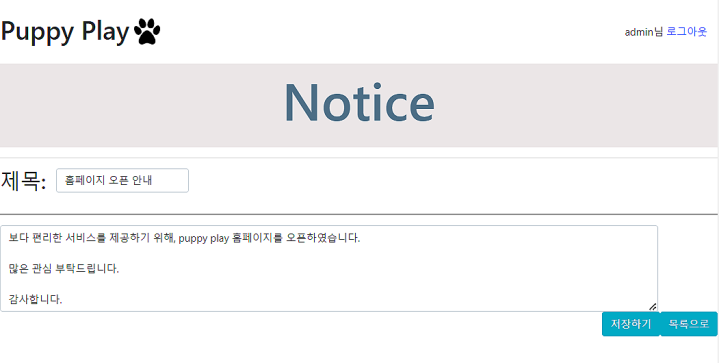 Puppy Play
admin님 로그아웃
Notice
제목: 홈페이지 오픈 안내
보다 편리한 서비스를 제공하기 위해, puppy play 홈페이지를 오픈하였습니다.
많은 관심 부탁드립니다.
감사합니다.
저장하기 목록으로